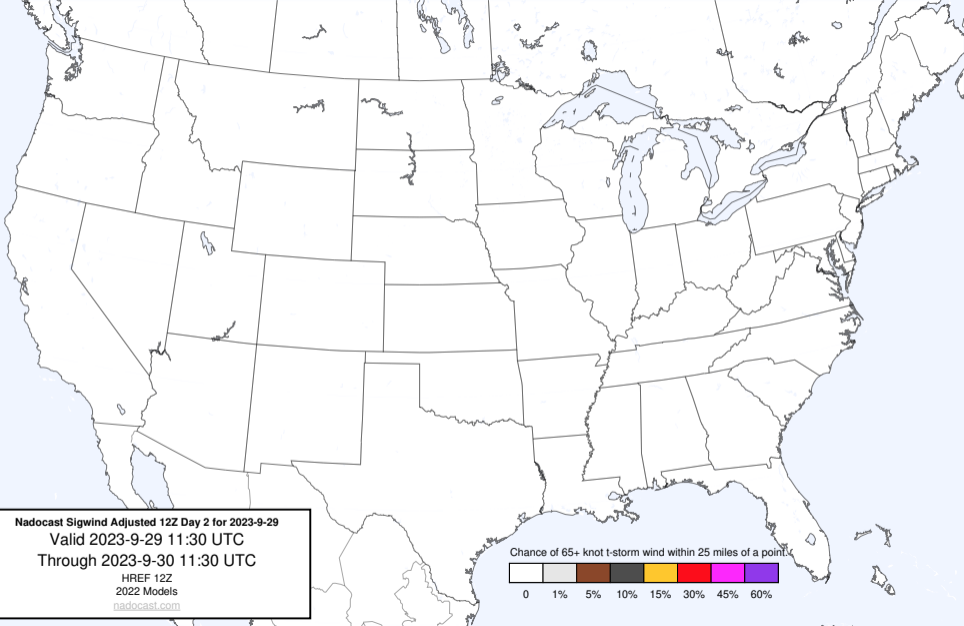 Nadocast Sigwind Adjusted 12Z Day 2 for 2023-9-29
Valid 2023-9-29 11:30 UTC
Through 2023-9-30 11:30 UTC
HREF 12Z
2022 Models
nadocast.com
Chance of 65+ knot t-storm wind within 25 miles of a point.
0 1% 5% 10% 15% 30% 45% 60%